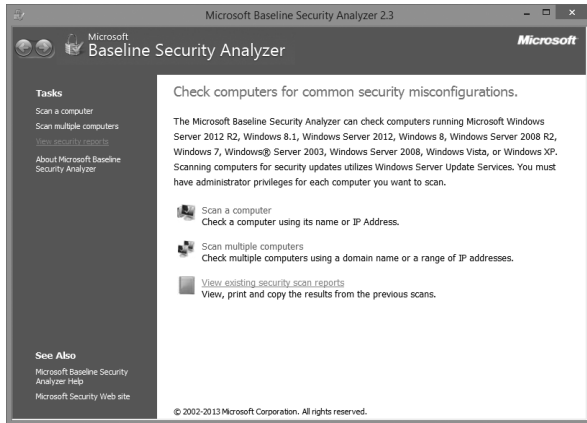 Microsoft Baseline Security Analyzer 2.3
Microsoft
Baseline Security Analyzer
Microsoft
Tasks
Scan a computer
Scan multiple computers
View security reports
About Microsoft Baseline
Security Analyzer
See Also
Microsoft Baseline Security
Analyzer Help
Microsoft Security Web site
Check computers for common security misconfigurations.
The Microsoft Baseline Security Analyzer can check computers running Microsoft Windows
Server 2012 R2, Windows 8.1, Windows Server 2012, Windows 8, Windows Server 2008 R2,
Windows 7, Windows® Server 2003, Windows Server 2008, Windows Vista, or Windows XP.
Scanning computers for security updates utilizes Windows Server Update Services. You must
have administrator privileges for each computer you want to scan.
Scan a computer
Check a computer using its name or IP Address.
Scan multiple computers
Check multiple computers using a domain name or a range of IP addresses.
View existing security scan reports
View, print and copy the results from the previous scans.
© 2002-2013 Microsoft Corporation. All rights reserved.